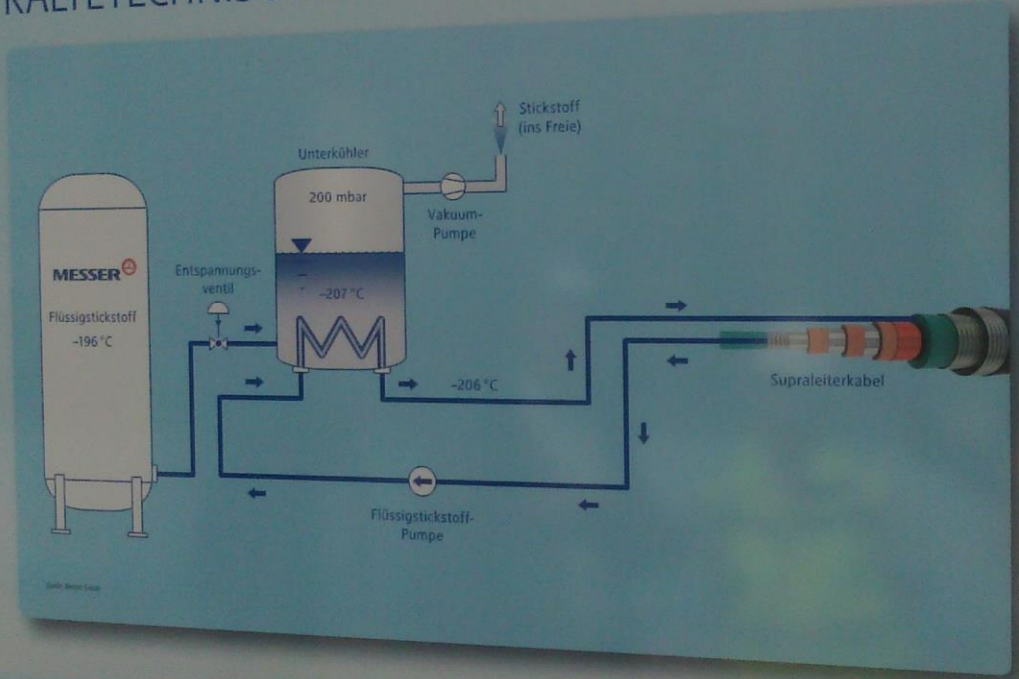 Stickstoff
(ins Freie)
Unterkühler
200 mbar
Vakuum-
Pumpe
MESSER
Entspannungs-
ventil
-207 °C
Flüssigstickstoff
-196 °C
-206 °C
Supraleiterkabel
Flüssigstickstoff-
Pumpe